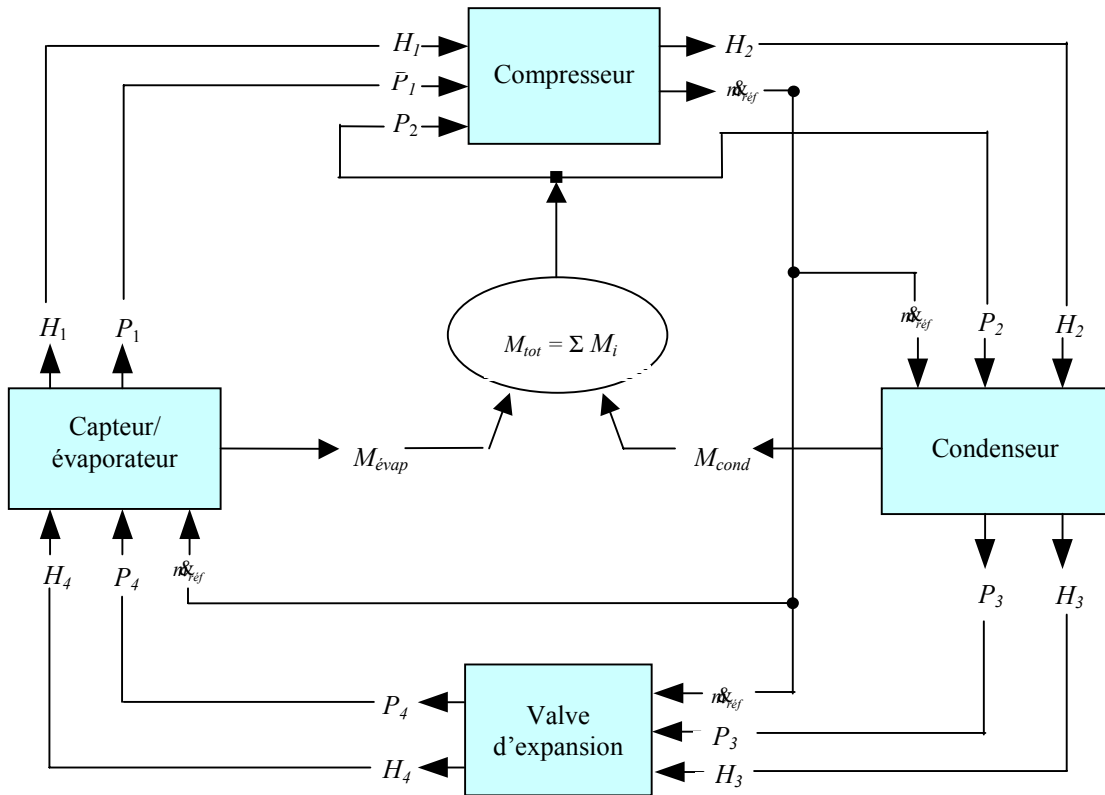 H1
H2
Compresseur
P̄1
ṁréf
P2
ṁréf
P2
H2
H1
P1
Mtot = Σ Mi
Capteur/
évaporateur
Condenseur
Mévap
Mcond
H4
P4
ṁréf
P3
H3
Valve
d’expansion
P4
ṁréf
P3
H4
H3